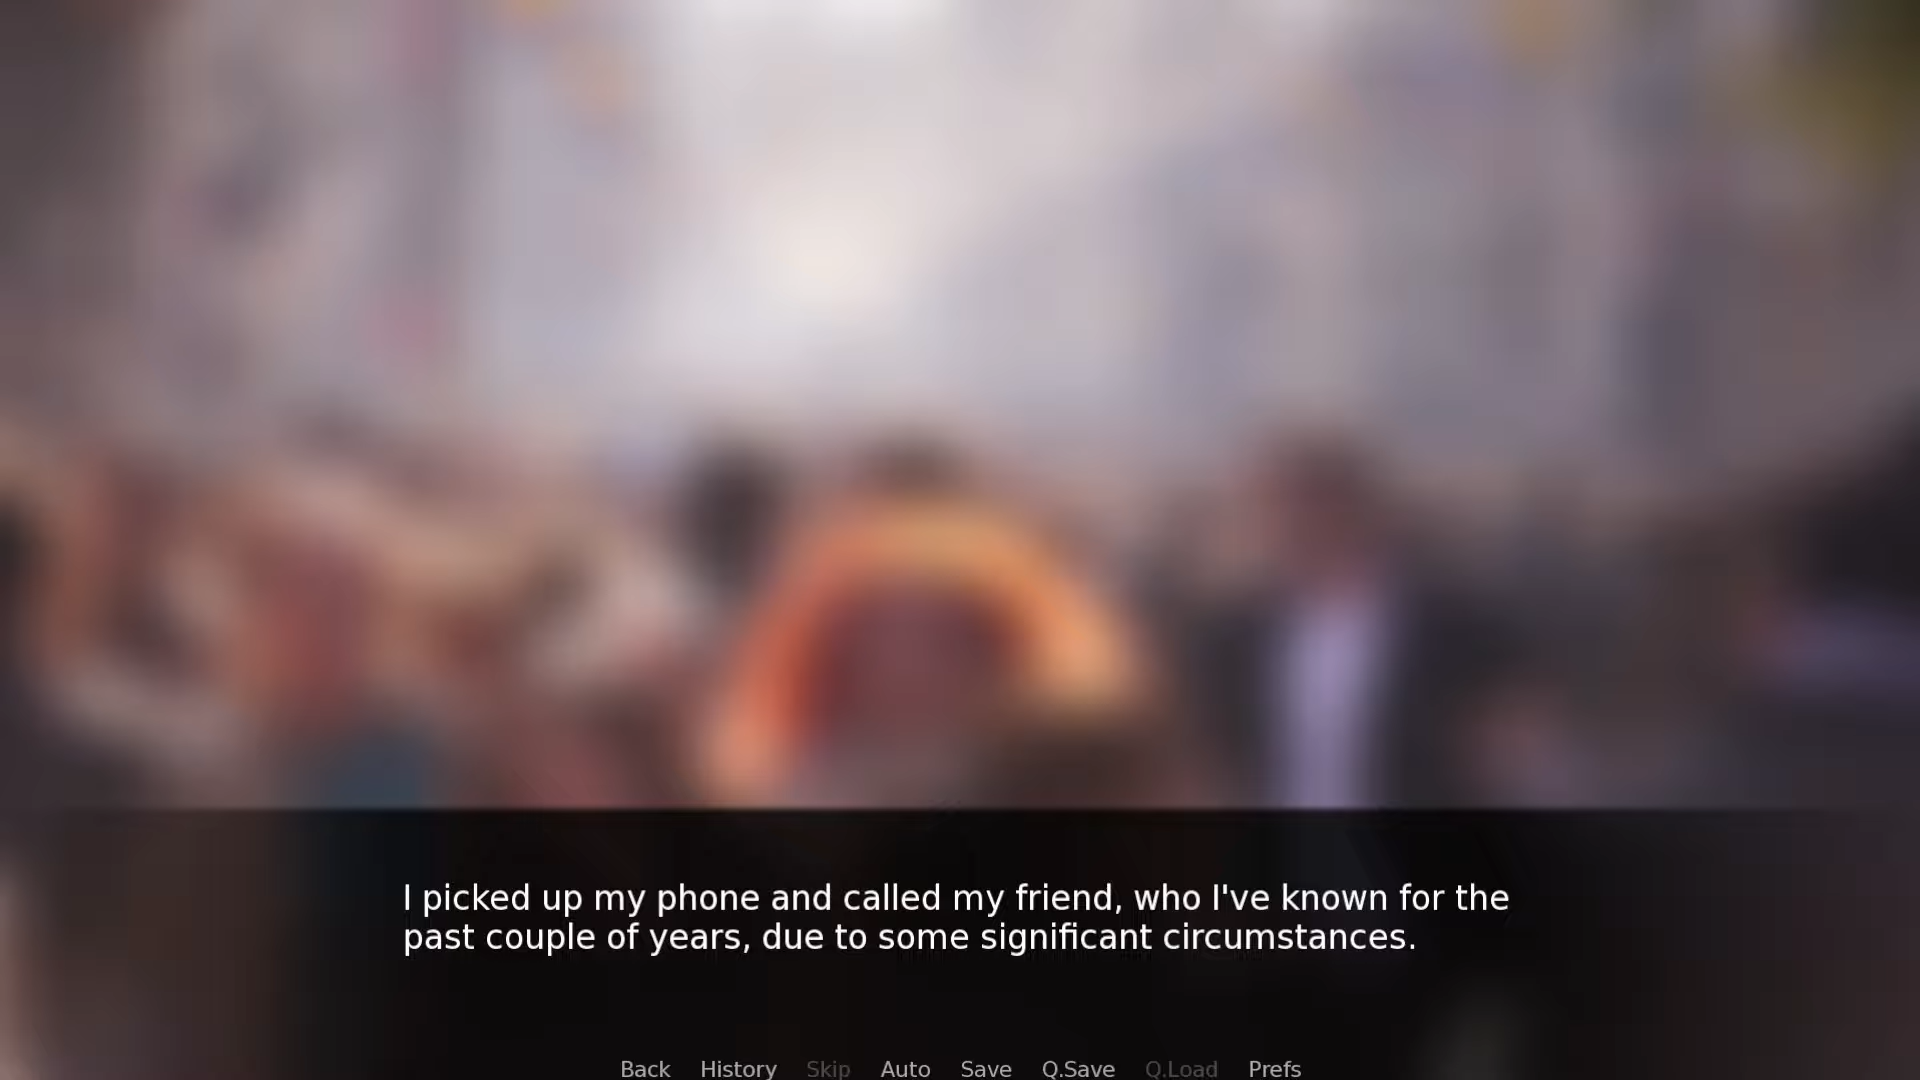 I picked up my phone and called my friend, who I've known for the
past couple of years, due to some significant circumstances.
Back History Skip Auto Save Q.Save Q.Load Prefs